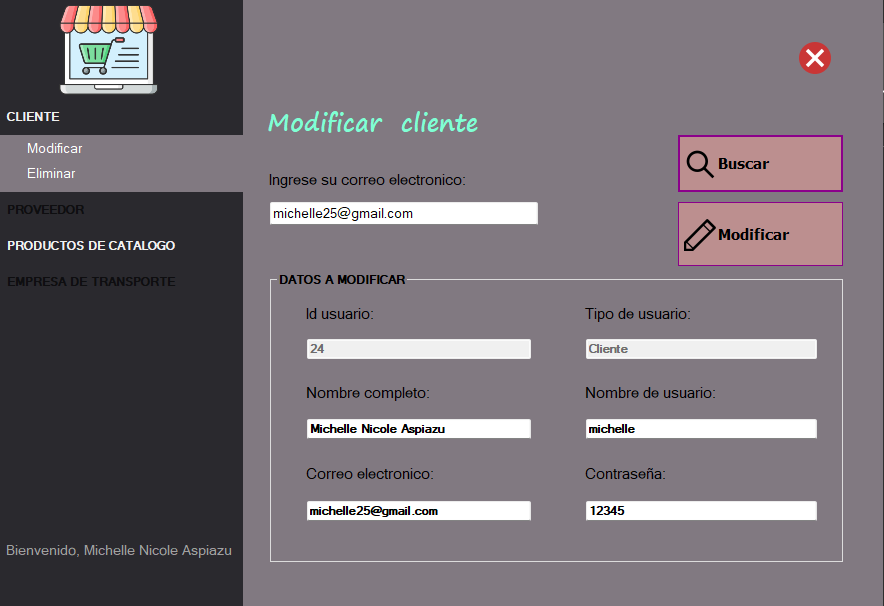 CLIENTE
Modificar
Eliminar
PROVEEDOR
PRODUCTOS DE CATALOGO
EMPRESA DE TRANSPORTE
Bienvenido, Michelle Nicole Aspiazu
Modificar cliente
Ingrese su correo electronico:
michelle25@gmail.com
Buscar
Modificar
DATOS A MODIFICAR
Id usuario:
Tipo de usuario:
24
Cliente
Nombre completo:
Nombre de usuario:
Michelle Nicole Aspiazu
michelle
Correo electronico:
Contraseña:
michelle25@gmail.com
12345